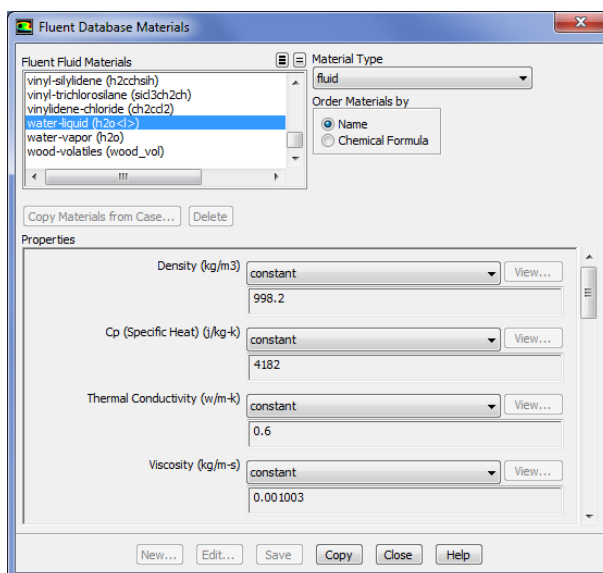 Fluent Database Materials
Fluent Fluid Materials
vinyl-silylidene (h2cchsih)
vinyl-trichlorosilane (sicl3ch2ch)
vinylidene-chloride (ch2ccl2)
water-liquid (h2o<l>)
water-vapor (h2o)
wood-volatiles (wood_vol)
Material Type
fluid
Order Materials by
Name
Chemical Formula
Copy Materials from Case...
Delete
Properties
Density (kg/m3)
constant
View...
998.2
Cp (Specific Heat) (j/kg-k)
constant
View...
4182
Thermal Conductivity (w/m-k)
constant
View...
0.6
Viscosity (kg/m-s)
constant
View...
0.001003
New...
Edit...
Save
Copy
Close
Help